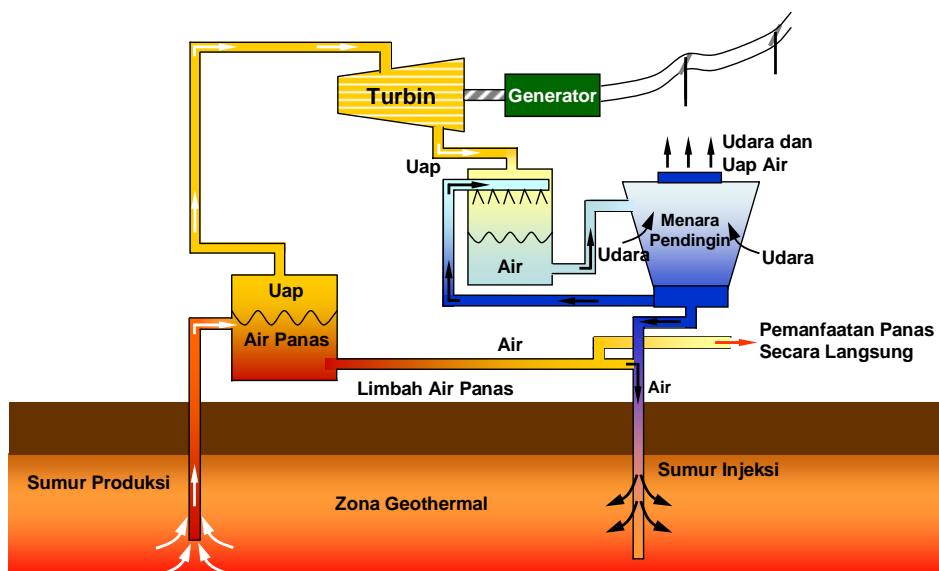 Turbin
Generator
Udara dan
Uap Air
Uap
Menara
Pendingin
Udara
Udara
Air
Uap
Air Panas
Air
Pemanfaatan Panas
Secara Langsung
Limbah Air Panas
Air
Sumur Produksi
Zona Geothermal
Sumur Injeksi